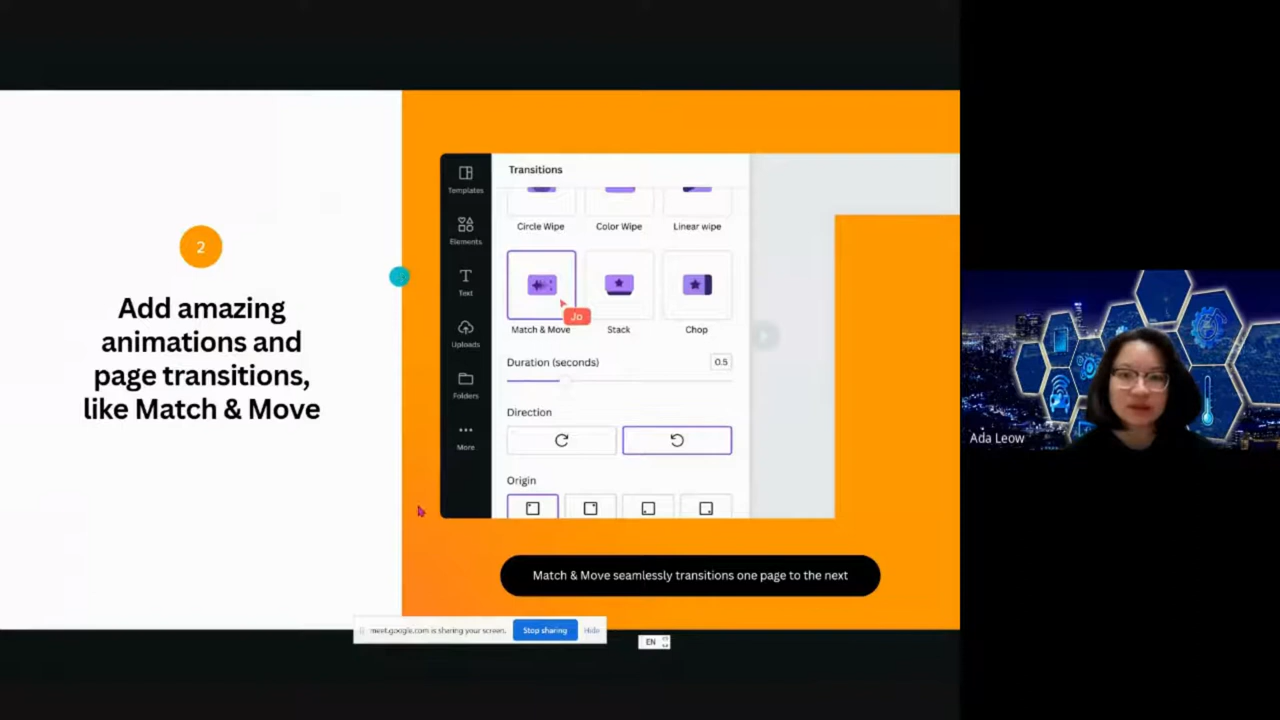 2
Add amazing
animations and
page transitions,
like Match & Move
Templates
Elements
Text
Uploads
Folders
More
Transitions
Circle Wipe
Color Wipe
Linear wipe
Match & Move
Jo
Stack
Chop
Duration (seconds)
0.5
Direction
Origin
Match & Move seamlessly transitions one page to the next
meet.google.com is sharing your screen.
Stop sharing
Hide
EN
Ada Leow